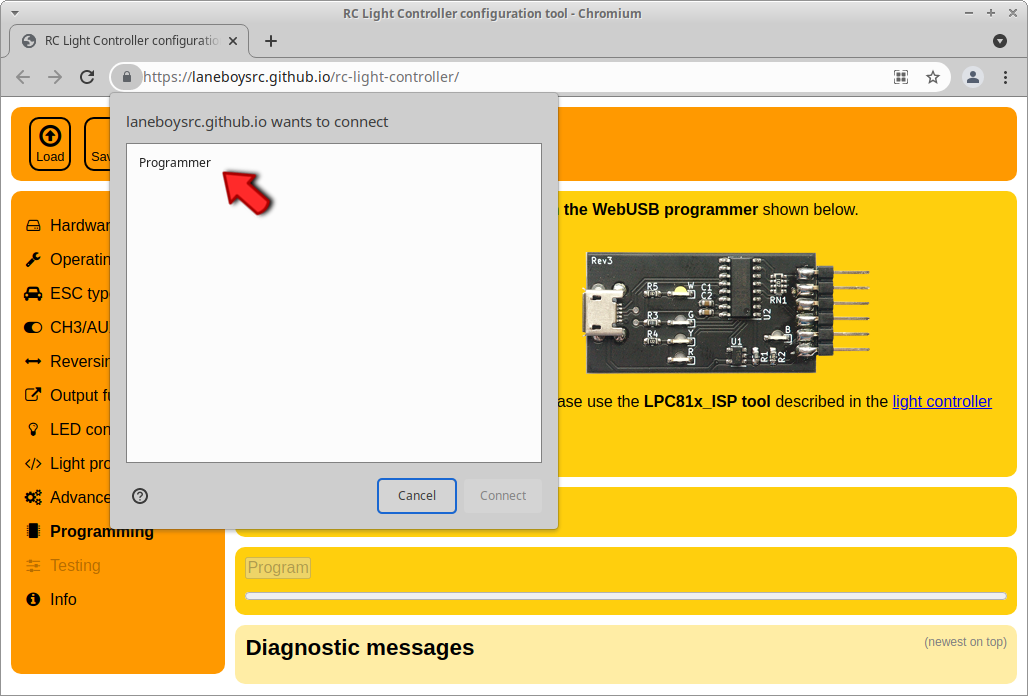 RC Light Controller configuration tool - Chromium
RC Light Controller configuratio
https://laneboysrc.github.io/rc-light-controller/
laneboysrc.github.io wants to connect
Programmer
Cancel
Connect
Load
Sav
Hardwar
Operatin
ESC typ
CH3/AU
Reversin
Output fu
LED con
Light pro
Advance
Programming
Testing
Info
the WebUSB programmer shown below.
Rev3
R5
W
C1
C2
RN1
U2
R3
G
R4
Y
B
U1
R
R1
R2
ase use the LPC81x_ISP tool described in the light controller
Program
Diagnostic messages
(newest on top)